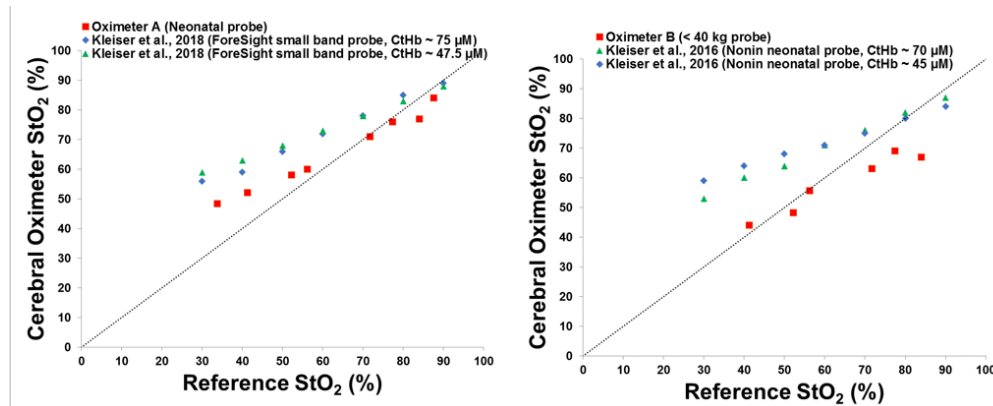 Oximeter A (Neonatal probe)
Kleiser et al., 2018 (ForeSight small band probe, CtHb ~ 75 µM)
Kleiser et al., 2018 (ForeSight small band probe, CtHb ~ 47.5 µM)
Cerebral Oximeter StO₂ (%)
100
90
80
70
60
50
40
30
20
10
0
0 10 20 30 40 50 60 70 80 90 100
Reference StO₂ (%)
Oximeter B (< 40 kg probe)
Kleiser et al., 2016 (Nonin neonatal probe, CtHb ~ 70 µM)
Kleiser et al., 2016 (Nonin neonatal probe, CtHb ~ 45 µM)
Cerebral Oximeter StO₂ (%)
100
90
80
70
60
50
40
30
20
10
0
0 10 20 30 40 50 60 70 80 90 100
Reference StO₂ (%)